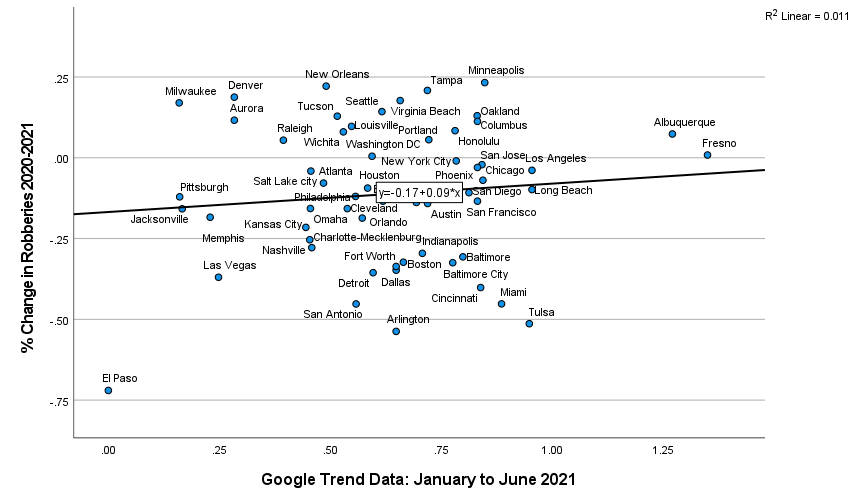 R2 Linear = 0.011
New Orleans
Minneapolis
.25
Milwaukee
Denver
Tampa
Aurora
Tucson
Seattle
Virginia Beach
Oakland
Raleigh
Louisville
Portland
Columbus
Albuquerque
Wichita
Washington DC
Honolulu
Fresno
.00
New York City
San Jose
Los Angeles
Atlanta
Houston
Phoenix
Chicago
Salt Lake city
Pittsburgh
Philadelphia
y=-0.17+0.09*x
San Diego
Long Beach
Jacksonville
Omaha
Cleveland
Orlando
Austin
San Francisco
Kansas City
Memphis
-.25
Nashville
Charlotte-Mecklenburg
Indianapolis
Las Vegas
Fort Worth
Boston
Baltimore
Detroit
Dallas
Baltimore City
San Antonio
Cincinnati
Miami
-.50
Arlington
Tulsa
El Paso
-.75
% Change in Robberies 2020-2021
.00
.25
.50
.75
1.00
1.25
Google Trend Data: January to June 2021